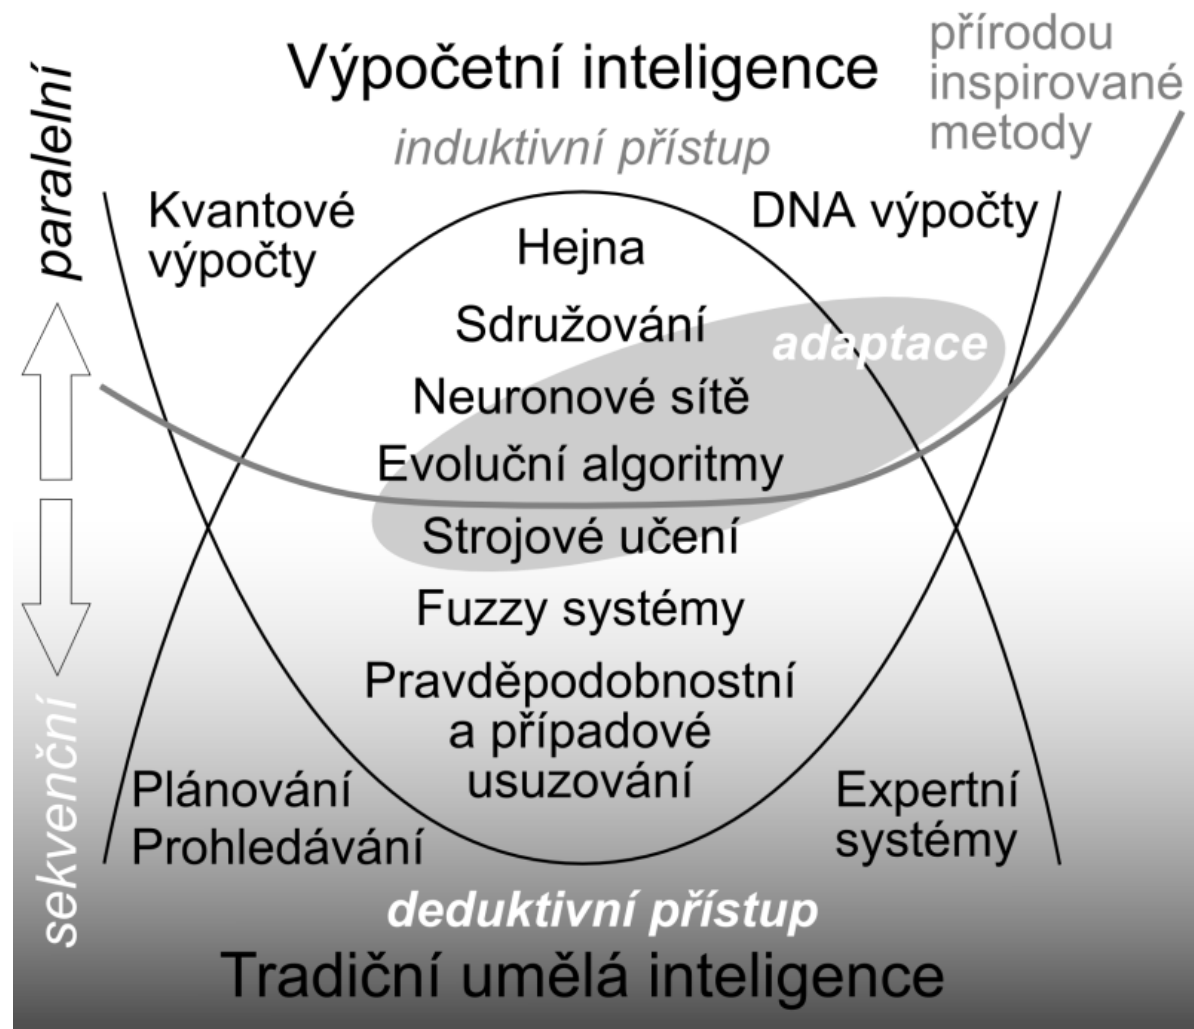 přírodou
inspirované
metody
Výpočetní inteligence
induktivní přístup
paralelní
Kvantové
výpočty
DNA výpočty
Hejna
Sdružování
adaptace
Neuronové sítě
Evoluční algoritmy
Strojové učení
Fuzzy systémy
Pravděpodobnostní
a případové
usuzování
sekvenční
Plánování
Prohledávání
Expertní
systémy
deduktivní přístup
Tradiční umělá inteligence